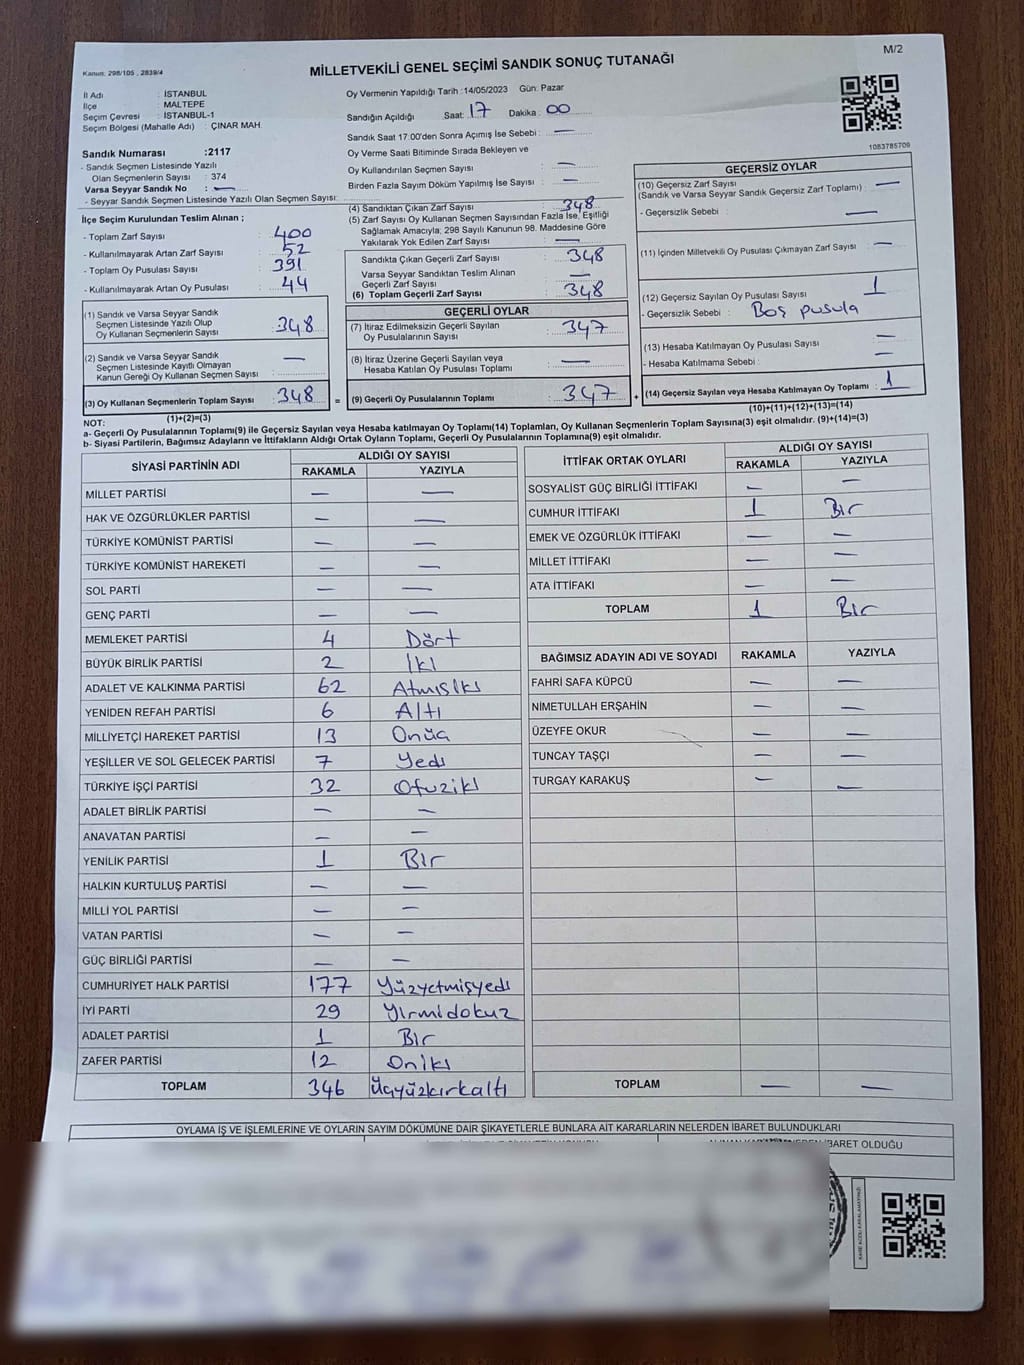 M/2
Kanun. 298/105 , 2839/4
MİLLETVEKİLİ GENEL SEÇİMİ SANDIK SONUÇ TUTANAĞI
İl Adı : İSTANBUL
İlçe : MALTEPE
Seçim Çevresi : İSTANBUL-1
Seçim Bölgesi (Mahalle Adı) : ÇINAR MAH.
Sandık Numarası :2117
- Sandık Seçmen Listesinde Yazılı
Olan Seçmenlerin Sayısı : 374
Varsa Seyyar Sandık No : —
- Seyyar Sandık Seçmen Listesinde Yazılı Olan Seçmen Sayısı:
İlçe Seçim Kurulundan Teslim Alınan ;
- Toplam Zarf Sayısı : 400
- Kullanılmayarak Artan Zarf Sayısı : 52
- Toplam Oy Pusulası Sayısı : 391
- Kullanılmayarak Artan Oy Pusulası : 44
(1) Sandık ve Varsa Seyyar Sandık
Seçmen Listesinde Yazılı Olup
Oy Kullanan Seçmenlerin Sayısı : 348
(2) Sandık ve Varsa Seyyar Sandık
Seçmen Listesinde Kayıtlı Olmayan
Kanun Gereği Oy Kullanan Seçmen Sayısı : —
(3) Oy Kullanan Seçmenlerin Toplam Sayısı : 348
(1)+(2)=(3)
Oy Vermenin Yapıldığı Tarih :14/05/2023 Gün: Pazar
Sandığın Açıldığı Saat: 17 Dakika : 00
Sandık Saat 17:00'den Sonra Açımış İse Sebebi : —
Oy Verme Saati Bitiminde Sırada Bekleyen ve
Oy Kullandırılan Seçmen Sayısı : —
Birden Fazla Sayım Döküm Yapılmış İse Sayısı : —
(4) Sandıktan Çıkan Zarf Sayısı : 348
(5) Zarf Sayısı Oy Kullanan Seçmen Sayısından Fazla İse, Eşitliği
Sağlamak Amacıyla; 298 Sayılı Kanunun 98. Maddesine Göre
Yakılarak Yok Edilen Zarf Sayısı : —
Sandıkta Çıkan Geçerli Zarf Sayısı : 348
Varsa Seyyar Sandıktan Teslim Alınan
Geçerli Zarf Sayısı : —
(6) Toplam Geçerli Zarf Sayısı : 348
GEÇERLİ OYLAR
(7) İtiraz Edilmeksizin Geçerli Sayılan
Oy Pusulasının Sayısı : 347
(8) İtiraz Üzerine Geçerli Sayılan veya
Hesaba Katılan Oy Pusulası Toplamı : —
= (9) Geçerli Oy Pusulalarının Toplamı : 347 +
1083785709
GEÇERSİZ OYLAR
(10) Geçersiz Zarf Sayısı : —
(Sandık ve Varsa Seyyar Sandık Geçersiz Zarf Toplamı)
- Geçersizlik Sebebi : —
(11) İçinden Milletvekili Oy Pusulası Çıkmayan Zarf Sayısı : —
(12) Geçersiz Sayılan Oy Pusulası Sayısı : 1
- Geçersizlik Sebebi : Boş pusula
(13) Hesaba Katılmayan Oy Pusulası Sayısı : —
- Hesaba Katılmama Sebebi : —
(14) Geçersiz Sayılan veya Hesaba Katılmayan Oy Toplamı : 1
(10)+(11)+(12)+(13)=(14)
NOT:
a- Geçerli Oy Pusulalarının Toplamı(9) ile Geçersiz Sayılan veya Hesaba katılmayan Oy Toplamı(14) Toplamları, Oy Kullanan Seçmenlerin Toplam Sayısına(3) eşit olmalıdır. (9)+(14)=(3)
b- Siyasi Partilerin, Bağımsız Adayların ve İttifakların Aldığı Ortak Oyların Toplamı, Geçerli Oy Pusulalarının Toplamına(9) eşit olmalıdır.
SİYASİ PARTİNİN ADI ALDIĞI OY SAYISI
RAKAMLA YAZIYLA
MİLLET PARTİSİ — —
HAK VE ÖZGÜRLÜKLER PARTİSİ — —
TÜRKİYE KOMÜNİST PARTİSİ — —
TÜRKİYE KOMÜNİST HAREKETİ — —
SOL PARTİ — —
GENÇ PARTİ — —
MEMLEKET PARTİSİ 4 Dört
BÜYÜK BİRLİK PARTİSİ 2 İki
ADALET VE KALKINMA PARTİSİ 62 Atmışiki
YENİDEN REFAH PARTİSİ 6 Altı
MİLLİYETÇİ HAREKET PARTİSİ 13 Onüç
YEŞİLLER VE SOL GELECEK PARTİSİ 7 Yedi
TÜRKİYE İŞÇİ PARTİSİ 32 Otuziki
ADALET BİRLİK PARTİSİ — —
ANAVATAN PARTİSİ — —
YENİLİK PARTİSİ 1 Bir
HALKIN KURTULUŞ PARTİSİ — —
MİLLİ YOL PARTİSİ — —
VATAN PARTİSİ — —
GÜÇ BİRLİĞİ PARTİSİ — —
CUMHURİYET HALK PARTİSİ 177 Yüzyetmişyedi
İYİ PARTİ 29 Yirmidokuz
ADALET PARTİSİ 1 Bir
ZAFER PARTİSİ 12 Oniki
TOPLAM 346 Üçyüzkırkaltı
İTTİFAK ORTAK OYLARI ALDIĞI OY SAYISI
RAKAMLA YAZIYLA
SOSYALİST GÜÇ BİRLİĞİ İTTİFAKI — —
CUMHUR İTTİFAKI 1 Bir
EMEK VE ÖZGÜRLÜK İTTİFAKI — —
MİLLET İTTİFAKI — —
ATA İTTİFAKI — —
TOPLAM 1 Bir
BAĞIMSIZ ADAYIN ADI VE SOYADI RAKAMLA YAZIYLA
FAHRİ SAFA KÜPCÜ — —
NİMETULLAH ERŞAHİN — —
ÜZEYFE OKUR — —
TUNCAY TAŞÇI — —
TURGAY KARAKUŞ — —
TOPLAM — —
OYLAMA İŞ VE İŞLEMLERİNE VE OYLARIN SAYIM DÖKÜMÜNE DAİR ŞİKAYETLERLE BUNLARA AİT KARARLARIN NELERDEN İBARET BULUNDUKLARI
İBARET OLDUĞU